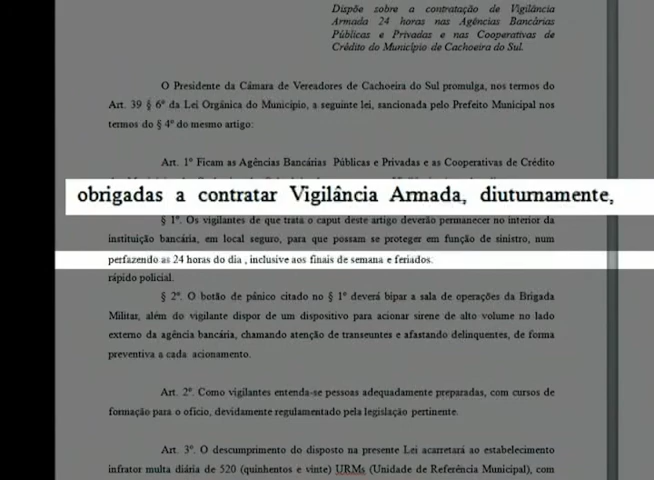 Dispõe sobre a contratação de Vigilância
Armada 24 horas nas Agências Bancárias
Públicas e Privadas e nas Cooperativas de
Crédito do Município de Cachoeira do Sul.
O Presidente da Câmara de Vereadores de Cachoeira do Sul promulga, nos termos do
Art. 39 § 6º da Lei Orgânica do Município, a seguinte lei, sancionada pelo Prefeito Municipal nos
termos do § 4º do mesmo artigo:
Art. 1º Ficam as Agências Bancárias Públicas e Privadas e as Cooperativas de Crédito
obrigadas a contratar Vigilância Armada, diuturnamente,
§ 1º. Os vigilantes de que trata o caput deste artigo deverão permanecer no interior da
instituição bancária, em local seguro, para que possam se proteger em função de sinistro, num
perfazendo as 24 horas do dia , inclusive aos finais de semana e feriados.
rápido policial.
§ 2º. O botão de pânico citado no § 1º deverá bipar a sala de operações da Brigada
Militar, além do vigilante dispor de um dispositivo para acionar sirene de alto volume no lado
externo da agência bancária, chamando atenção de transeuntes e afastando delinquentes, de forma
preventiva a cada acionamento.
Art. 2º. Como vigilantes entenda-se pessoas adequadamente preparadas, com cursos de
formação para o ofício, devidamente regulamentado pela legislação pertinente.
Art. 3º. O descumprimento do disposto na presente Lei acarretará ao estabelecimento
infrator multa diária de 520 (quinhentos e vinte) URMs (Unidade de Referência Municipal), com